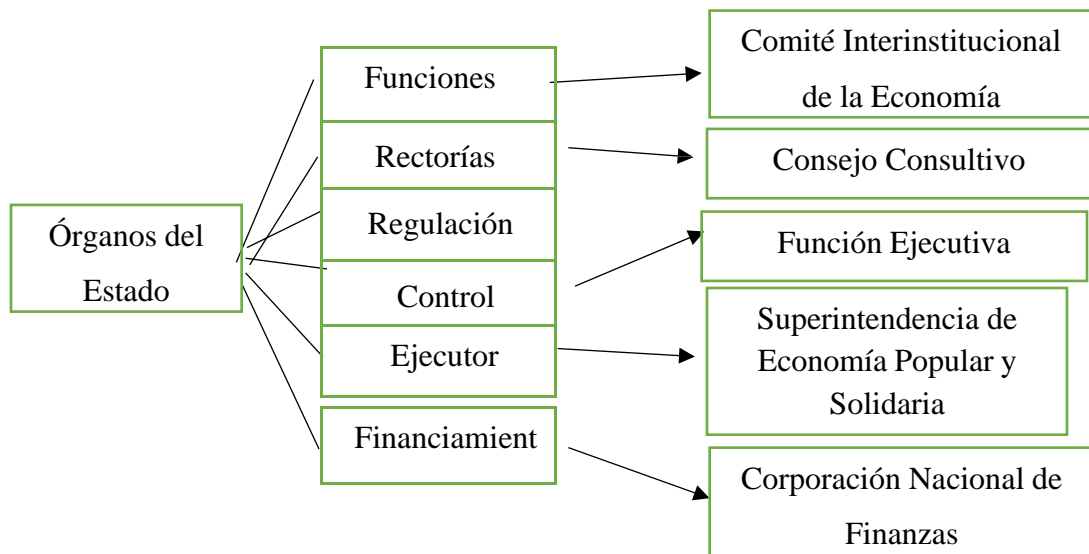 Órganos del
Estado
Funciones
Rectorías
Regulación
Control
Ejecutor
Financiamient
Comité Interinstitucional
de la Economía
Consejo Consultivo
Función Ejecutiva
Superintendencia de
Economía Popular y
Solidaria
Corporación Nacional de
Finanzas